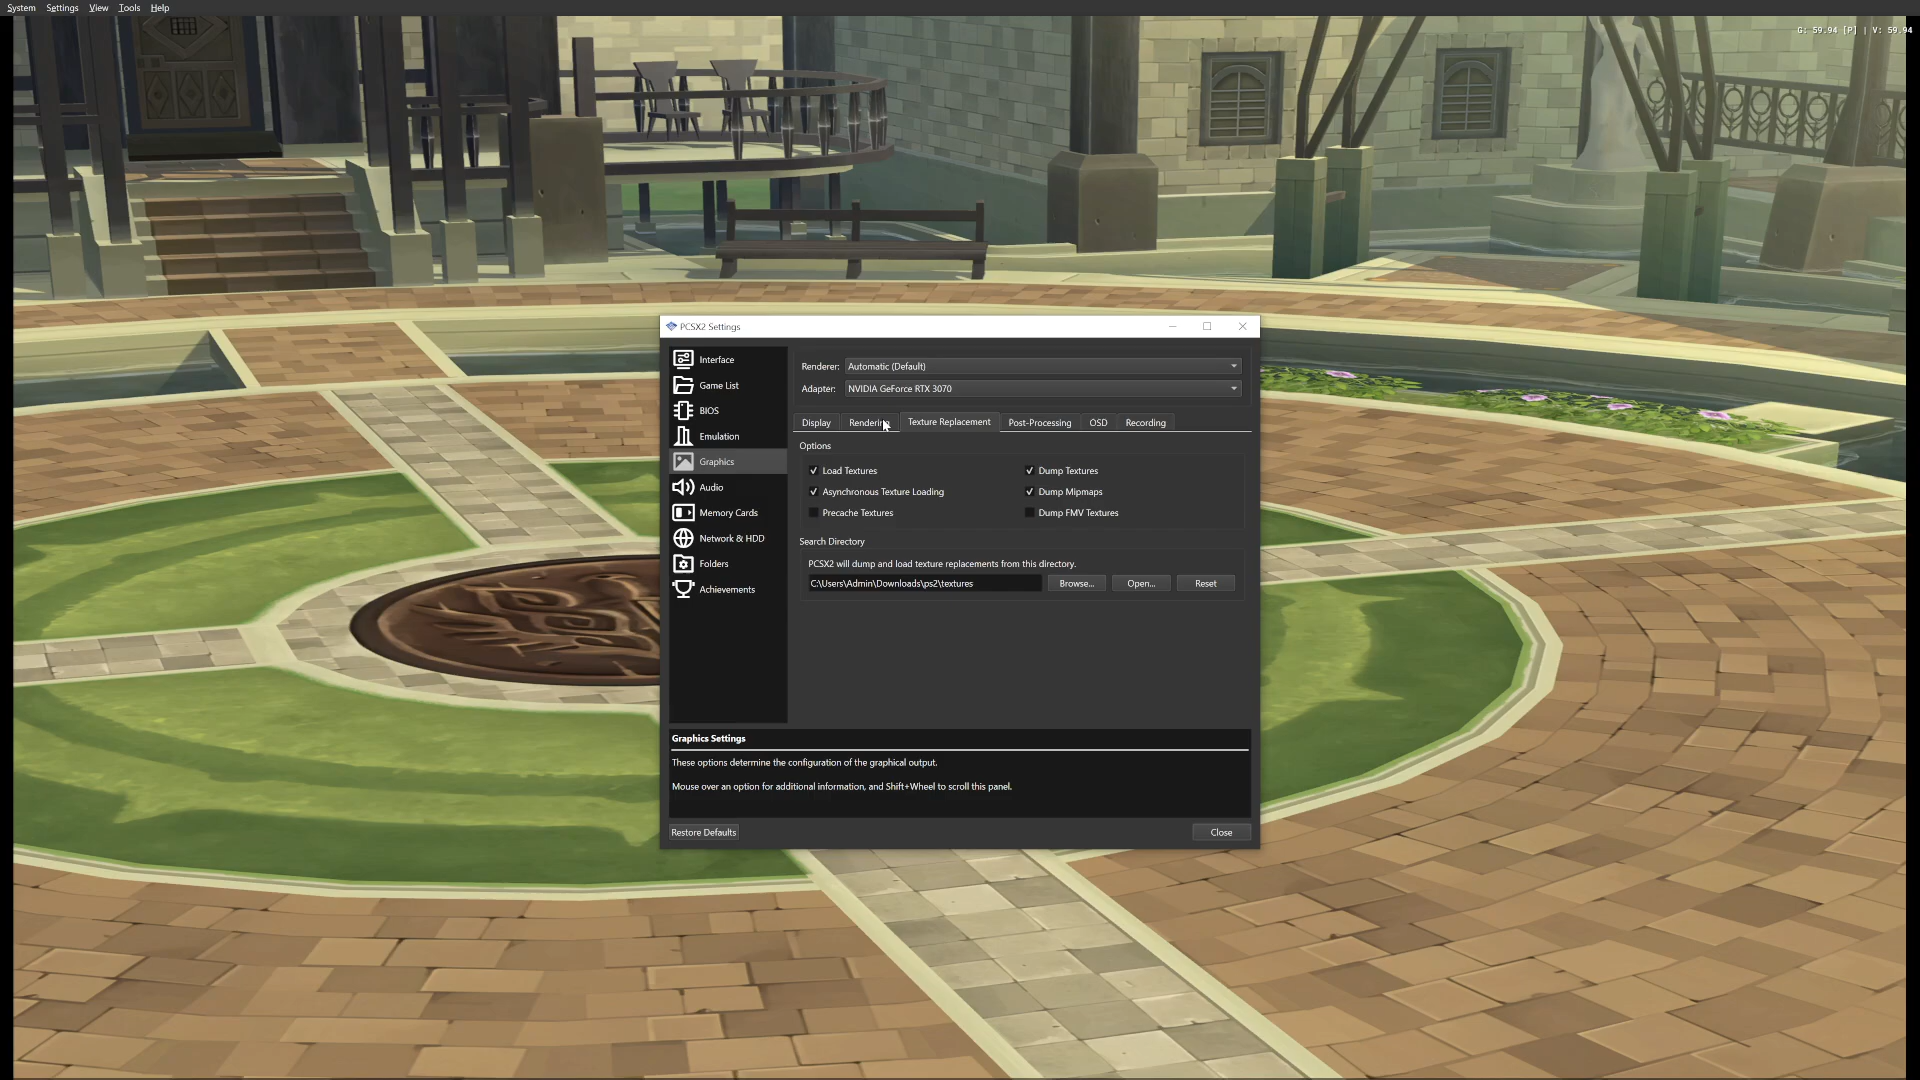 System Settings View Tools Help
G: 59.94 [P] | V: 59.94
PCSX2 Settings
Interface
Game List
BIOS
Emulation
Graphics
Audio
Memory Cards
Network & HDD
Folders
Achievements
Renderer: Automatic (Default)
Adapter: NVIDIA GeForce RTX 3070
Display Rendering Texture Replacement Post-Processing OSD Recording
Options
Load Textures Dump Textures
Asynchronous Texture Loading Dump Mipmaps
Precache Textures Dump FMV Textures
Search Directory
PCSX2 will dump and load texture replacements from this directory.
C:\Users\Admin\Downloads\ps2\textures Browse... Open... Reset
Graphics Settings
These options determine the configuration of the graphical output.
Mouse over an option for additional information, and Shift+Wheel to scroll this panel.
Restore Defaults Close